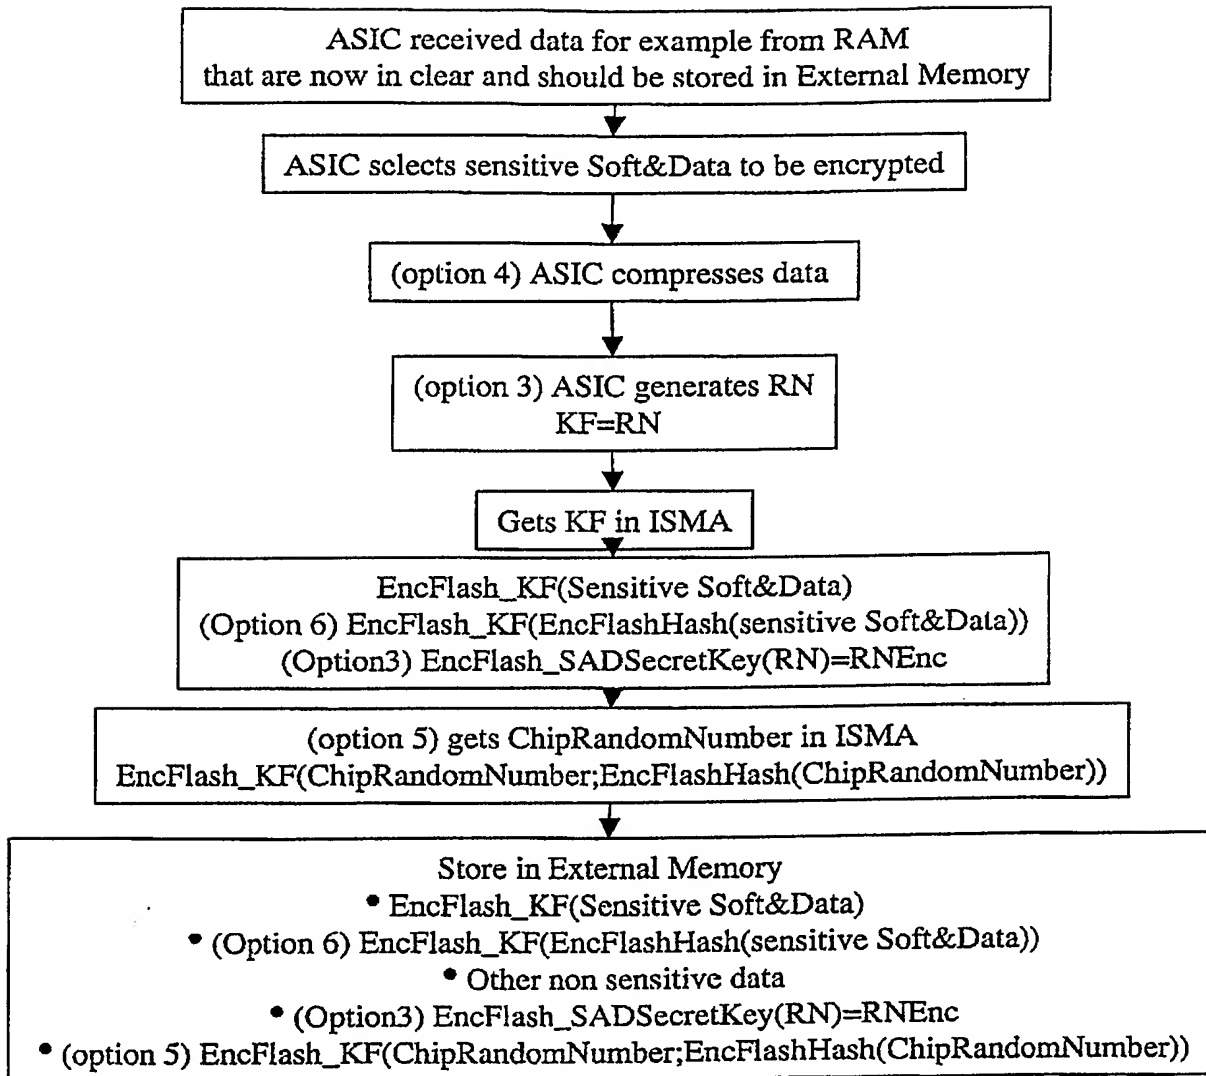 ASIC received data for example from RAM
that are now in clear and should be stored in External Memory
ASIC selects sensitive Soft&Data to be encrypted
(option 4) ASIC compresses data
(option 3) ASIC generates RN
KF=RN
Gets KF in ISMA
EncFlash_KF(Sensitive Soft&Data)
(Option 6) EncFlash_KF(EncFlashHash(sensitive Soft&Data))
(Option3) EncFlash_SADSecretKey(RN)=RNEnc
(option 5) gets ChipRandomNumber in ISMA
EncFlash_KF(ChipRandomNumber;EncFlashHash(ChipRandomNumber))
Store in External Memory
• EncFlash_KF(Sensitive Soft&Data)
• (Option 6) EncFlash_KF(EncFlashHash(sensitive Soft&Data))
• Other non sensitive data
• (Option3) EncFlash_SADSecretKey(RN)=RNEnc
• (option 5) EncFlash_KF(ChipRandomNumber;EncFlashHash(ChipRandomNumber))